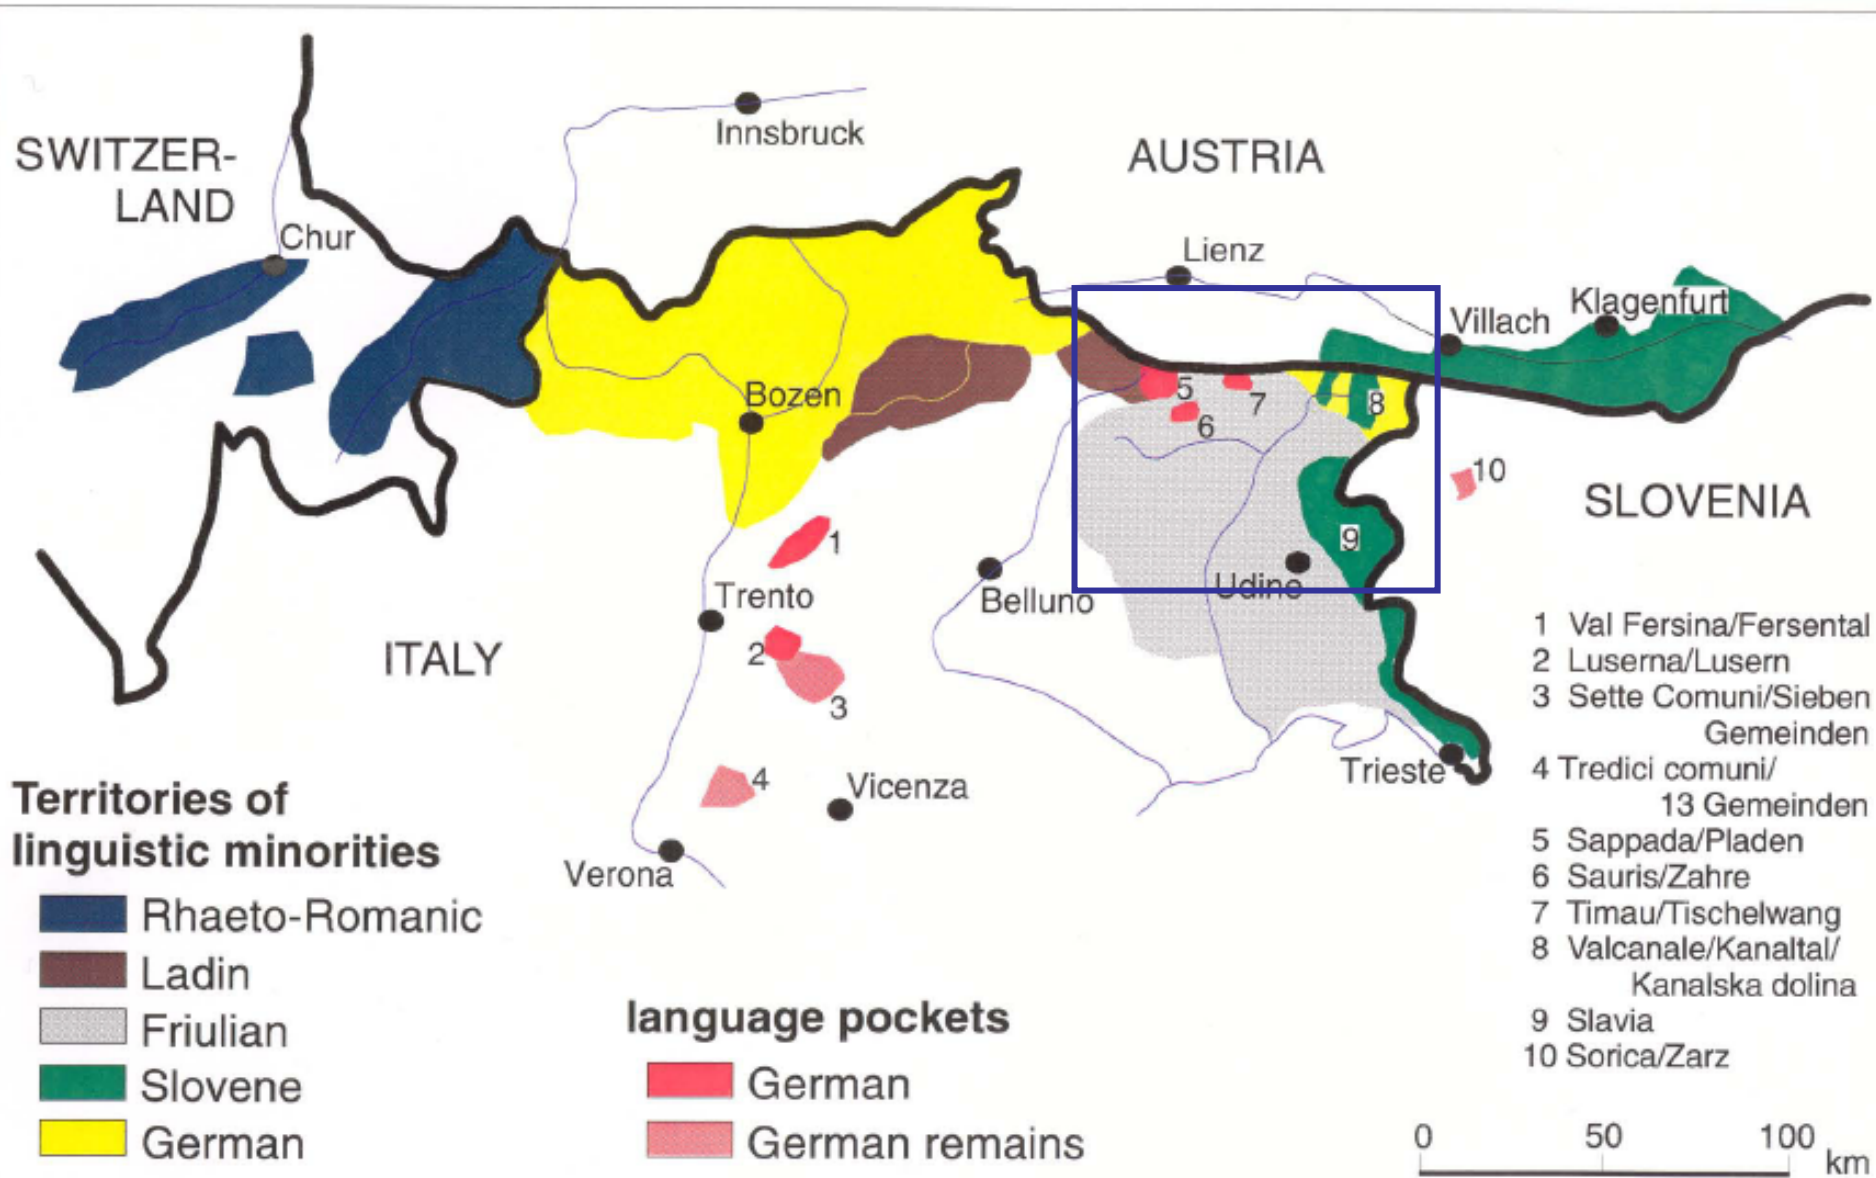 Innsbruck
SWITZER-
LAND
AUSTRIA
Chur
Lienz
Klagenfurt
Villach
Bozen
5
7
8
6
10
SLOVENIA
1
9
Trento
Belluno
Udine
ITALY
2
3
Trieste
4
Vicenza
Verona
1 Val Fersina/Fersental
2 Luserna/Lusern
3 Sette Comuni/Sieben
Gemeinden
4 Tredici comuni/
13 Gemeinden
5 Sappada/Pladen
6 Sauris/Zahre
7 Timau/Tischelwang
8 Valcanale/Kanaltal/
Kanalska dolina
9 Slavia
10 Sorica/Zarz
Territories of
linguistic minorities
Rhaeto-Romanic
Ladin
Friulian
Slovene
German
language pockets
German
German remains
0 50 100
km